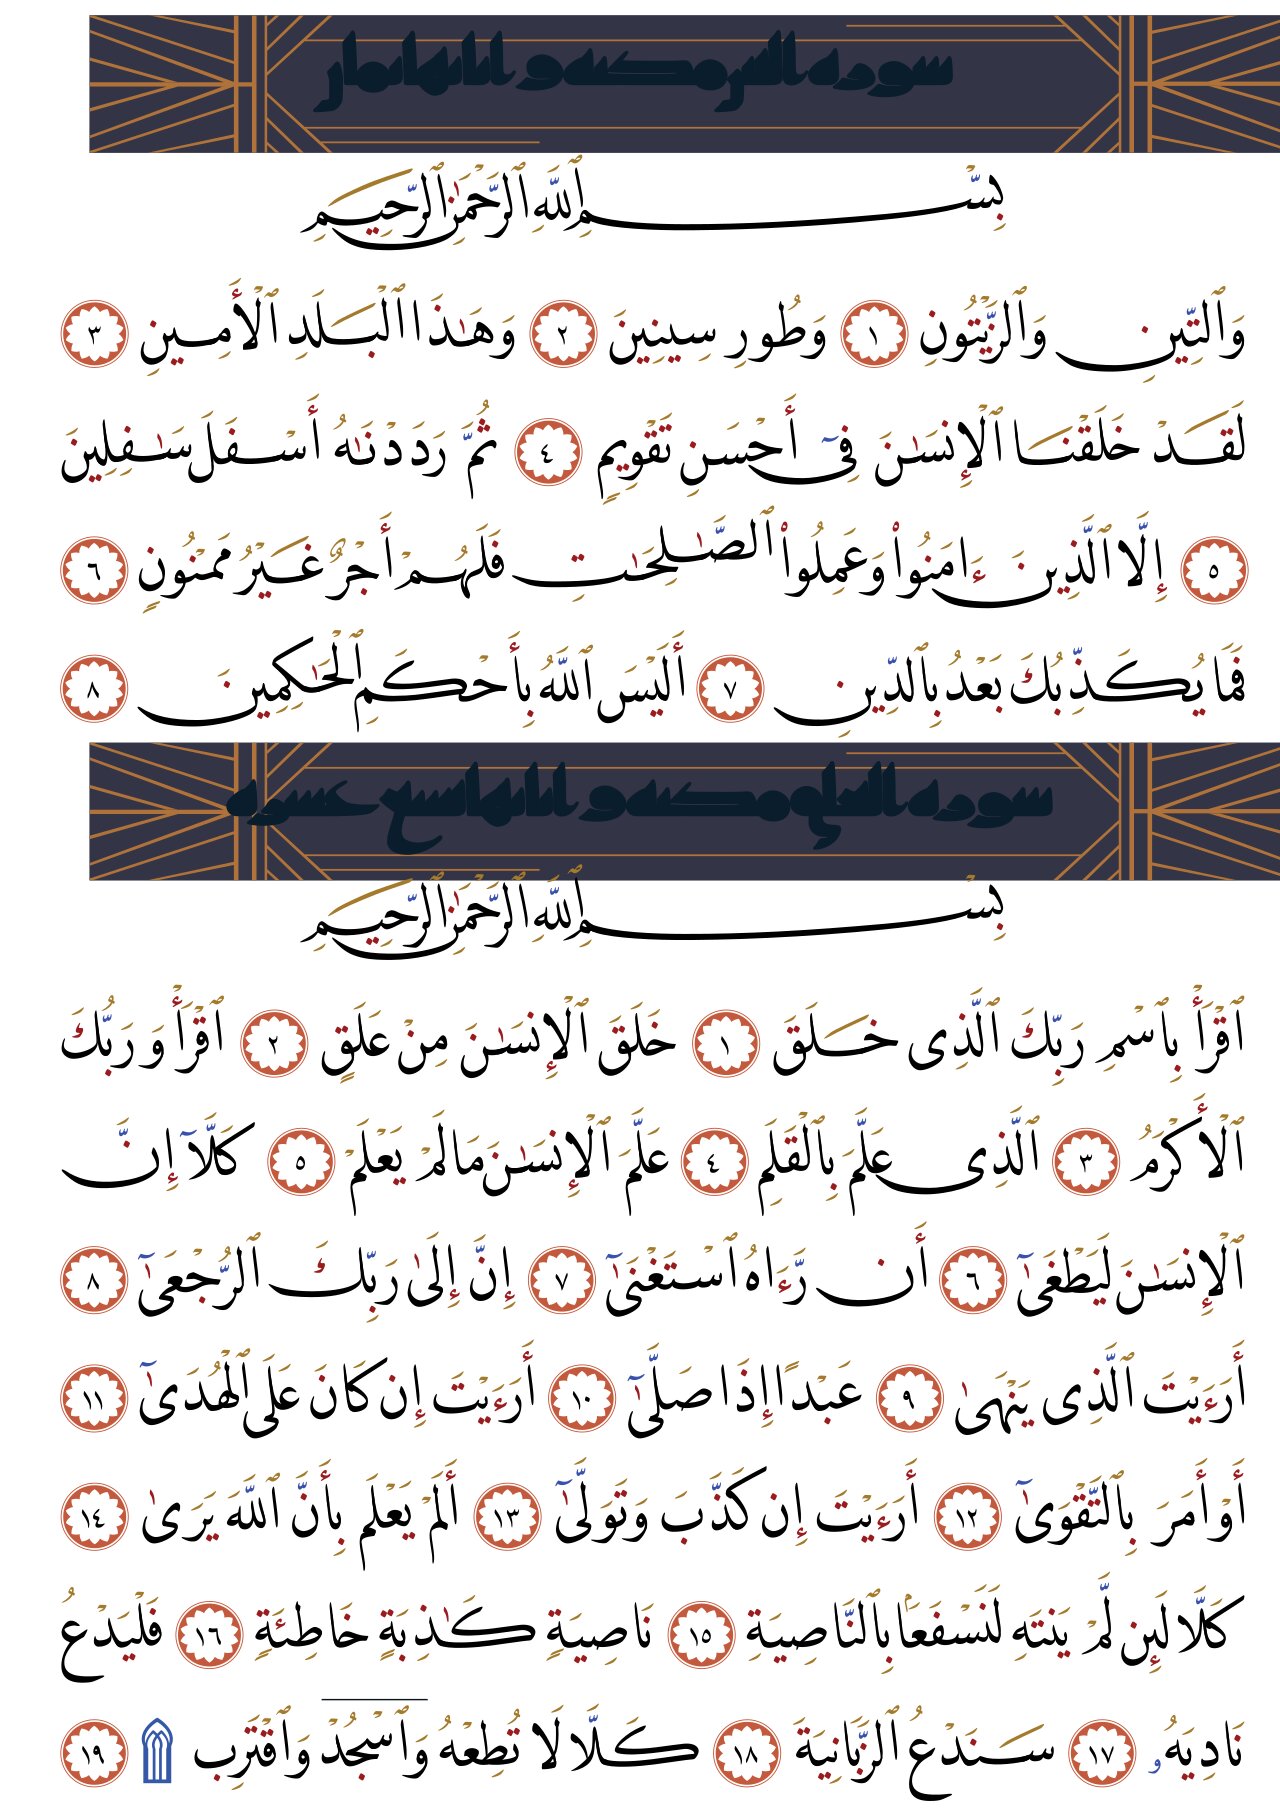 سورة التين مكية وآياتها ثمان
بِسْمِ ٱللَّهِ ٱلرَّحْمَٰنِ ٱلرَّحِيمِ
وَٱلتِّينِ وَٱلزَّيْتُونِ ١ وَطُورِ سِينِينَ ٢ وَهَٰذَا ٱلْبَلَدِ ٱلْأَمِينِ ٣
لَقَدْ خَلَقْنَا ٱلْإِنسَٰنَ فِىٓ أَحْسَنِ تَقْوِيمٍ ٤ ثُمَّ رَدَدْنَٰهُ أَسْفَلَ سَٰفِلِينَ
٥ إِلَّا ٱلَّذِينَ ءَامَنُوا۟ وَعَمِلُوا۟ ٱلصَّٰلِحَٰتِ فَلَهُمْ أَجْرٌ غَيْرُ مَمْنُونٍ ٦
فَمَا يُكَذِّبُكَ بَعْدُ بِٱلدِّينِ ٧ أَلَيْسَ ٱللَّهُ بِأَحْكَمِ ٱلْحَٰكِمِينَ ٨
سورة العلق مكية وآياتها تسع عشرة
بِسْمِ ٱللَّهِ ٱلرَّحْمَٰنِ ٱلرَّحِيمِ
ٱقْرَأْ بِٱسْمِ رَبِّكَ ٱلَّذِى خَلَقَ ١ خَلَقَ ٱلْإِنسَٰنَ مِنْ عَلَقٍ ٢ ٱقْرَأْ وَرَبُّكَ
ٱلْأَكْرَمُ ٣ ٱلَّذِى عَلَّمَ بِٱلْقَلَمِ ٤ عَلَّمَ ٱلْإِنسَٰنَ مَا لَمْ يَعْلَمْ ٥ كَلَّآ إِنَّ
ٱلْإِنسَٰنَ لَيَطْغَىٰٓ ٦ أَن رَّءَاهُ ٱسْتَغْنَىٰٓ ٧ إِنَّ إِلَىٰ رَبِّكَ ٱلرُّجْعَىٰٓ ٨
أَرَءَيْتَ ٱلَّذِى يَنْهَىٰ ٩ عَبْدًا إِذَا صَلَّىٰٓ ١٠ أَرَءَيْتَ إِن كَانَ عَلَى ٱلْهُدَىٰٓ ١١
أَوْ أَمَرَ بِٱلتَّقْوَىٰٓ ١٢ أَرَءَيْتَ إِن كَذَّبَ وَتَوَلَّىٰٓ ١٣ أَلَمْ يَعْلَم بِأَنَّ ٱللَّهَ يَرَىٰ ١٤
كَلَّا لَئِن لَّمْ يَنتَهِ لَنَسْفَعًۢا بِٱلنَّاصِيَةِ ١٥ نَاصِيَةٍ كَٰذِبَةٍ خَاطِئَةٍ ١٦ فَلْيَدْعُ
نَادِيَهُۥ ١٧ سَنَدْعُ ٱلزَّبَانِيَةَ ١٨ كَلَّا لَا تُطِعْهُ وَٱسْجُدْ وَٱقْتَرِب ۩ ١٩